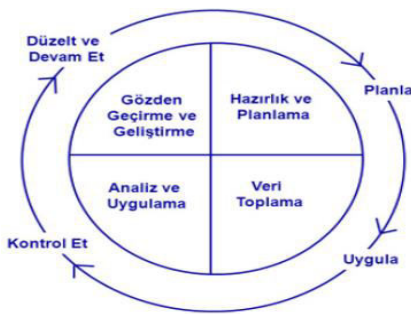 Düzelt ve
Devam Et
Planla
Gözden
Geçirme ve
Geliştirme
Hazırlık ve
Planlama
Analiz ve
Uygulama
Veri
Toplama
Kontrol Et
Uygula